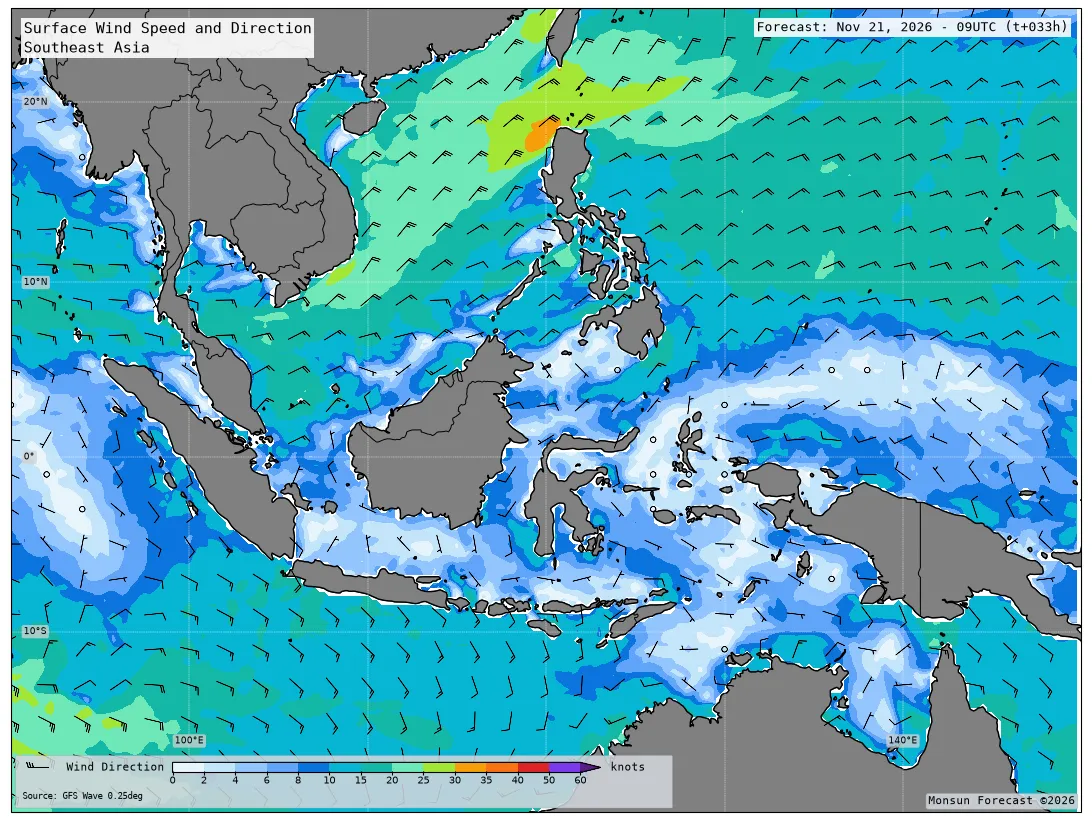 Surface Wind Speed and Direction
Southeast Asia
Forecast: Nov 21, 2026 - 09UTC (t+033h)
20°N
10°N
0°
10°S
100°E
140°E
Wind Direction
knots
0 2 4 6 8 10 15 20 25 30 35 40 50 60
Source: GFS Wave 0.25deg
Monsun Forecast ©2026